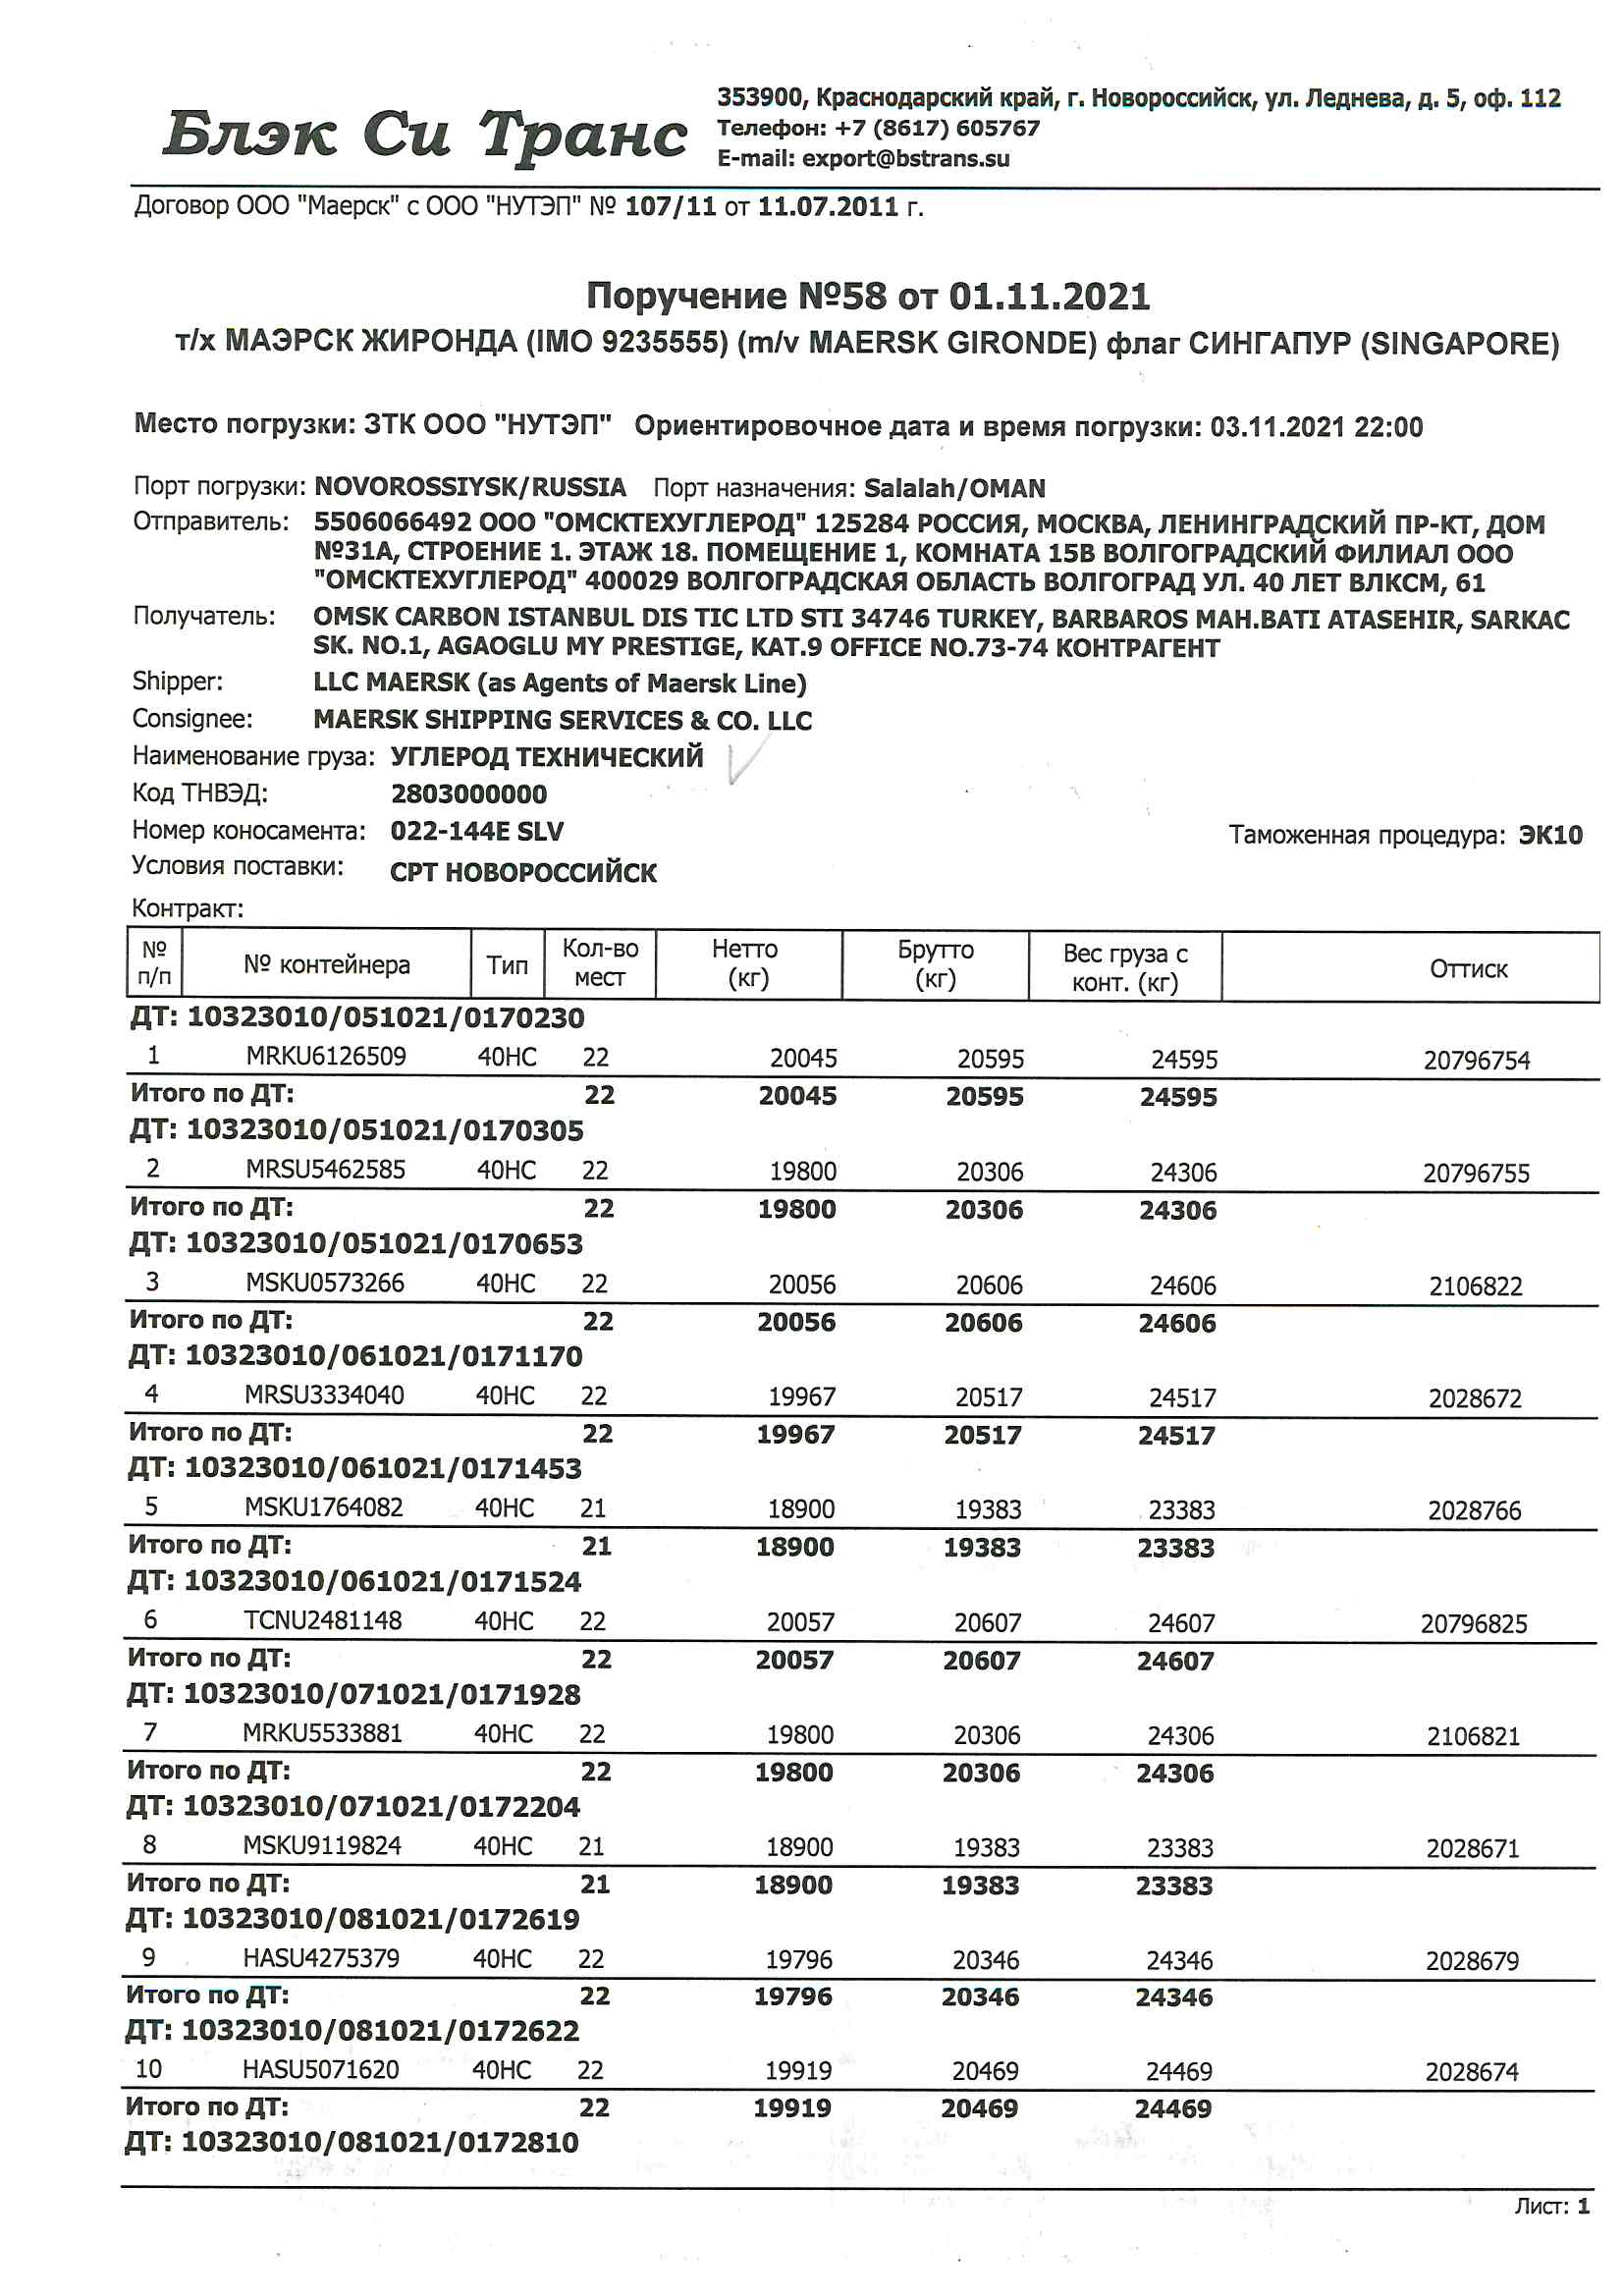 Блэк Си Транс
353900, Краснодарский край, г. Новороссийск, ул. Леднева, д. 5, оф. 112
Телефон: +7 (8617) 605767
E-mail: export@bstrans.su
Договор ООО "Маерск" с ООО "НУТЭП" № 107/11 от 11.07.2011 г.
Поручение №58 от 01.11.2021
т/х МАЭРСК ЖИРОНДА (IMO 9235555) (m/v MAERSK GIRONDE) флаг СИНГАПУР (SINGAPORE)
Место погрузки: ЗТК ООО "НУТЭП" Ориентировочное дата и время погрузки: 03.11.2021 22:00
Порт погрузки: NOVOROSSIYSK/RUSSIA Порт назначения: Salalah/OMAN
Отправитель: 5506066492 ООО "ОМСКТЕХУГЛЕРОД" 125284 РОССИЯ, МОСКВА, ЛЕНИНГРАДСКИЙ ПР-КТ, ДОМ
№31А, СТРОЕНИЕ 1. ЭТАЖ 18. ПОМЕЩЕНИЕ 1, КОМНАТА 15В ВОЛГОГРАДСКИЙ ФИЛИАЛ ООО
"ОМСКТЕХУГЛЕРОД" 400029 ВОЛГОГРАДСКАЯ ОБЛАСТЬ ВОЛГОГРАД УЛ. 40 ЛЕТ ВЛКСМ, 61
Получатель: OMSK CARBON ISTANBUL DIS TIC LTD STI 34746 TURKEY, BARBAROS MAH.BATI ATASEHIR, SARKAC
SK. NO.1, AGAOGLU MY PRESTIGE, KAT.9 OFFICE NO.73-74 КОНТРАГЕНТ
Shipper: LLC MAERSK (as Agents of Maersk Line)
Consignee: MAERSK SHIPPING SERVICES & CO. LLC
Наименование груза: УГЛЕРОД ТЕХНИЧЕСКИЙ
Код ТНВЭД: 2803000000
Номер коносамента: 022-144E SLV Таможенная процедура: ЭК10
Условия поставки: СРТ НОВОРОССИЙСК
Контракт:
№ п/п № контейнера Тип Кол-во мест Нетто (кг) Брутто (кг) Вес груза с конт. (кг) Оттиск
ДТ: 10323010/051021/0170230
1 MRKU6126509 40HC 22 20045 20595 24595 20796754
Итого по ДТ: 22 20045 20595 24595
ДТ: 10323010/051021/0170305
2 MRSU5462585 40HC 22 19800 20306 24306 20796755
Итого по ДТ: 22 19800 20306 24306
ДТ: 10323010/051021/0170653
3 MSKU0573266 40HC 22 20056 20606 24606 2106822
Итого по ДТ: 22 20056 20606 24606
ДТ: 10323010/061021/0171170
4 MRSU3334040 40HC 22 19967 20517 24517 2028672
Итого по ДТ: 22 19967 20517 24517
ДТ: 10323010/061021/0171453
5 MSKU1764082 40HC 21 18900 19383 23383 2028766
Итого по ДТ: 21 18900 19383 23383
ДТ: 10323010/061021/0171524
6 TCNU2481148 40HC 22 20057 20607 24607 20796825
Итого по ДТ: 22 20057 20607 24607
ДТ: 10323010/071021/0171928
7 MRKU5533881 40HC 22 19800 20306 24306 2106821
Итого по ДТ: 22 19800 20306 24306
ДТ: 10323010/071021/0172204
8 MSKU9119824 40HC 21 18900 19383 23383 2028671
Итого по ДТ: 21 18900 19383 23383
ДТ: 10323010/081021/0172619
9 HASU4275379 40HC 22 19796 20346 24346 2028679
Итого по ДТ: 22 19796 20346 24346
ДТ: 10323010/081021/0172622
10 HASU5071620 40HC 22 19919 20469 24469 2028674
Итого по ДТ: 22 19919 20469 24469
ДТ: 10323010/081021/0172810
Лист: 1